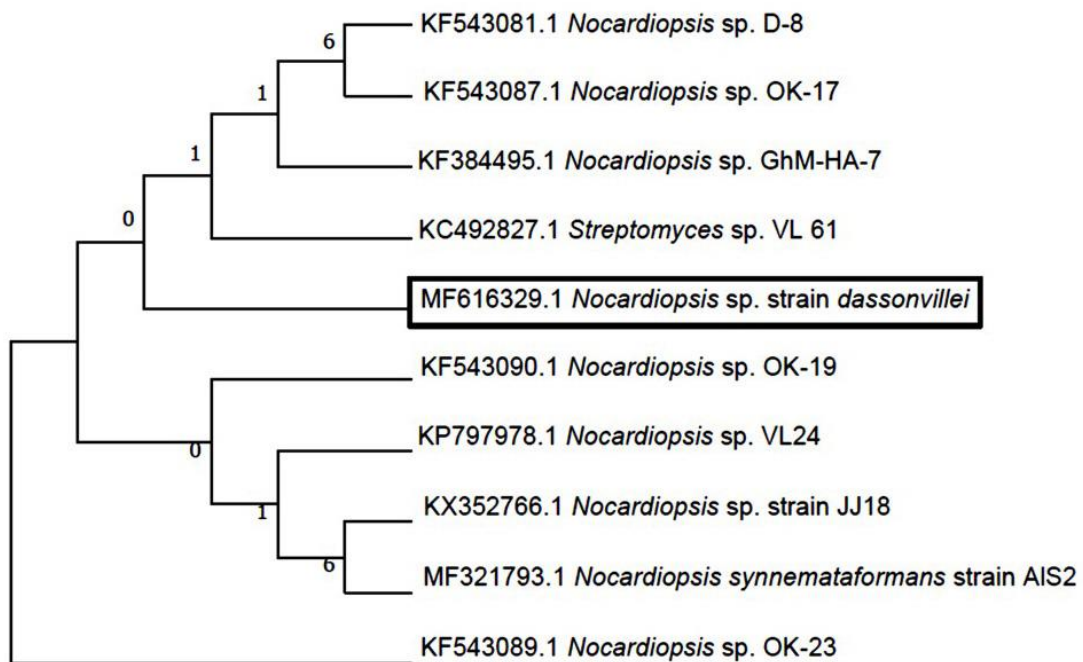 6
KF543081.1 Nocardiopsis sp. D-8
KF543087.1 Nocardiopsis sp. OK-17
1
KF384495.1 Nocardiopsis sp. GhM-HA-7
1
KC492827.1 Streptomyces sp. VL 61
0
MF616329.1 Nocardiopsis sp. strain dassonvillei
KF543090.1 Nocardiopsis sp. OK-19
0
KP797978.1 Nocardiopsis sp. VL24
1
KX352766.1 Nocardiopsis sp. strain JJ18
6
MF321793.1 Nocardiopsis synnemataformans strain AIS2
KF543089.1 Nocardiopsis sp. OK-23